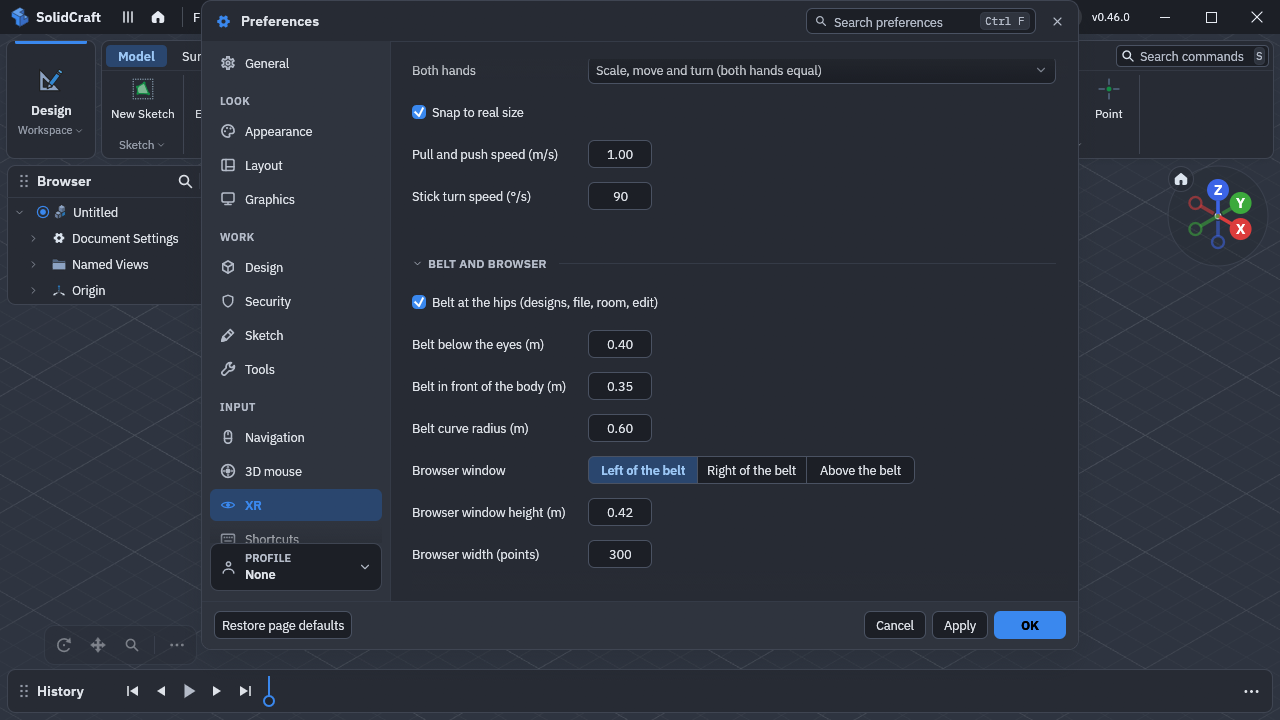 SolidCraft
F
Preferences
Search preferences
Ctrl F
v0.46.0
Model
Sur
Search commands
S
Design
Workspace
New Sketch
E
Sketch
Point
Browser
Untitled
Document Settings
Named Views
Origin
Z
Y
X
General
LOOK
Appearance
Layout
Graphics
WORK
Design
Security
Sketch
Tools
INPUT
Navigation
3D mouse
XR
Shortcuts
PROFILE
None
Both hands
Scale, move and turn (both hands equal)
Snap to real size
Pull and push speed (m/s)
1.00
Stick turn speed (°/s)
90
BELT AND BROWSER
Belt at the hips (designs, file, room, edit)
Belt below the eyes (m)
0.40
Belt in front of the body (m)
0.35
Belt curve radius (m)
0.60
Browser window
Left of the belt
Right of the belt
Above the belt
Browser window height (m)
0.42
Browser width (points)
300
Restore page defaults
Cancel
Apply
OK
History